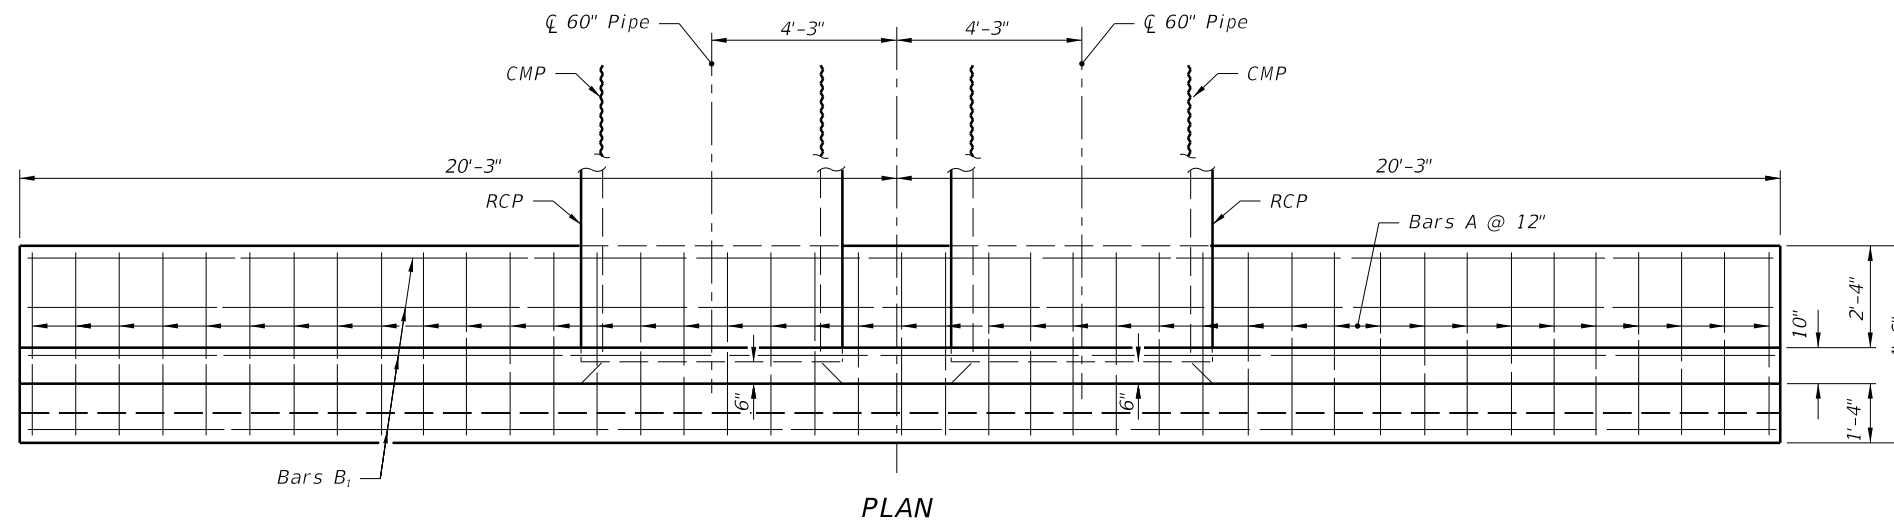 ℄ 60" Pipe
4'-3"
4'-3"
℄ 60" Pipe
CMP
CMP
20'-3"
20'-3"
RCP
RCP
Bars A @ 12"
2'-4"
10"
6"
6"
1'-4"
Bars B₁
PLAN